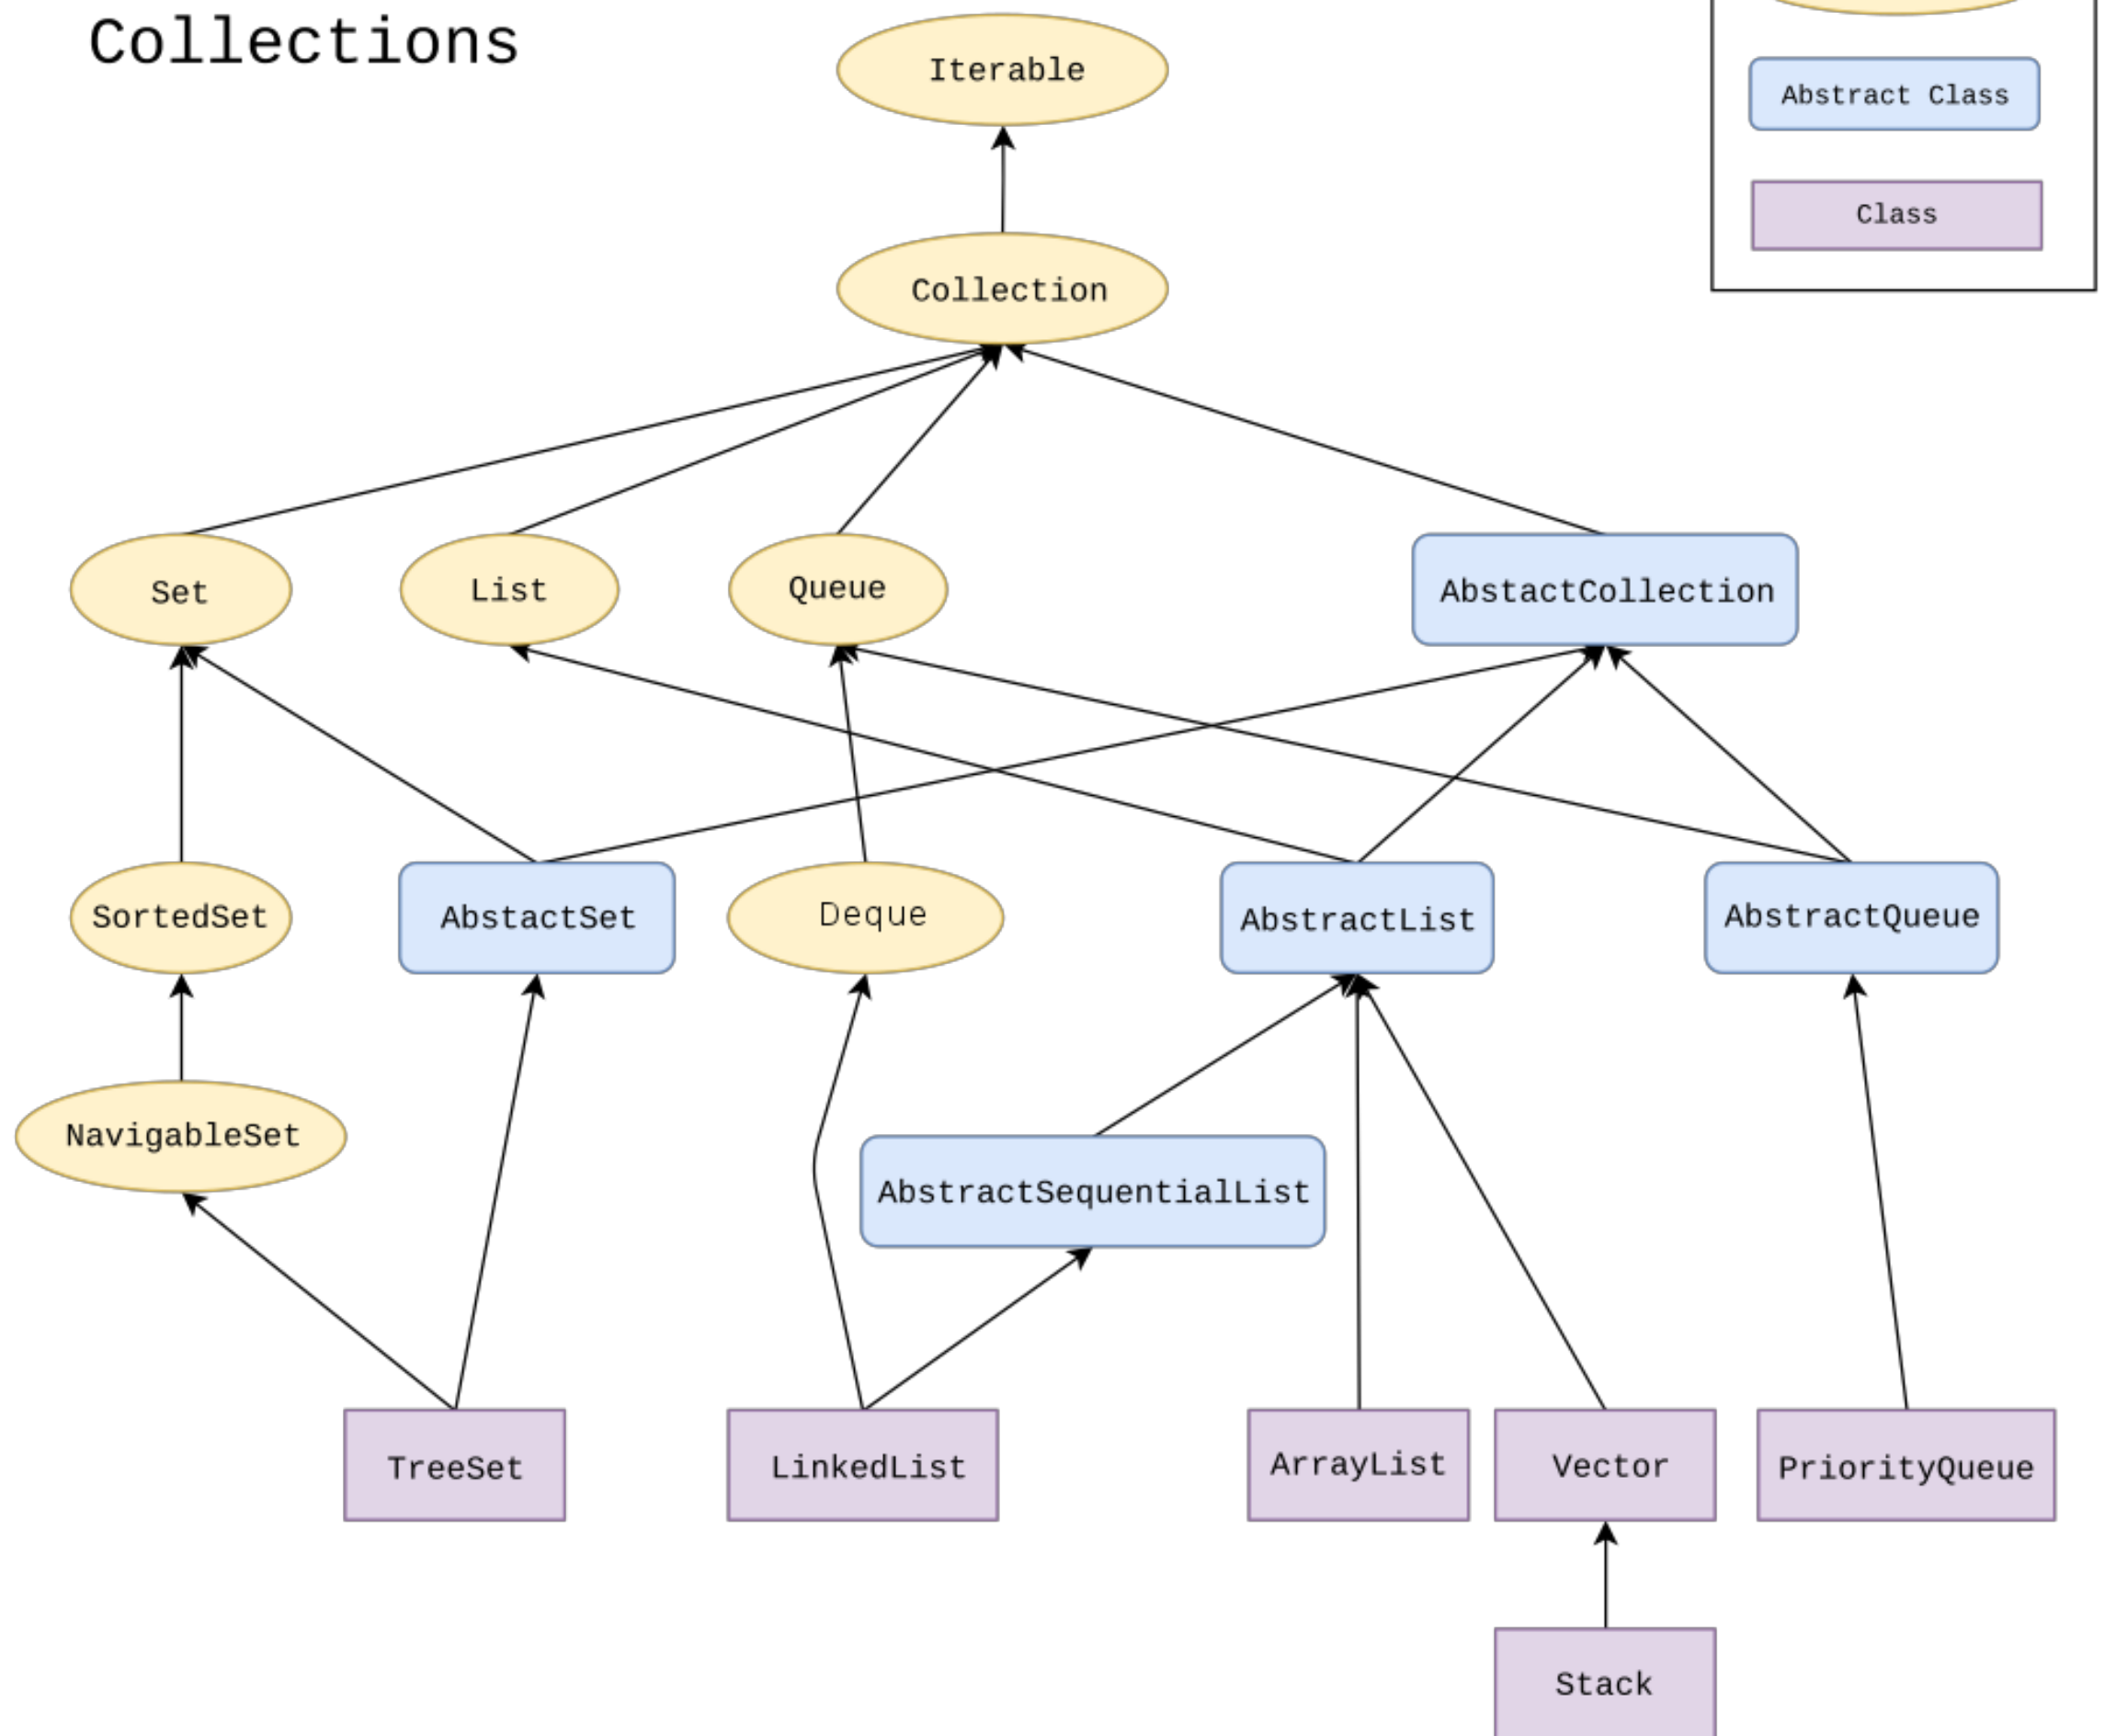 Collections
Iterable
Abstract Class
Class
Collection
Set
List
Queue
AbstactCollection
SortedSet
AbstactSet
Deque
AbstractList
AbstractQueue
NavigableSet
AbstractSequentialList
TreeSet
LinkedList
ArrayList
Vector
PriorityQueue
Stack